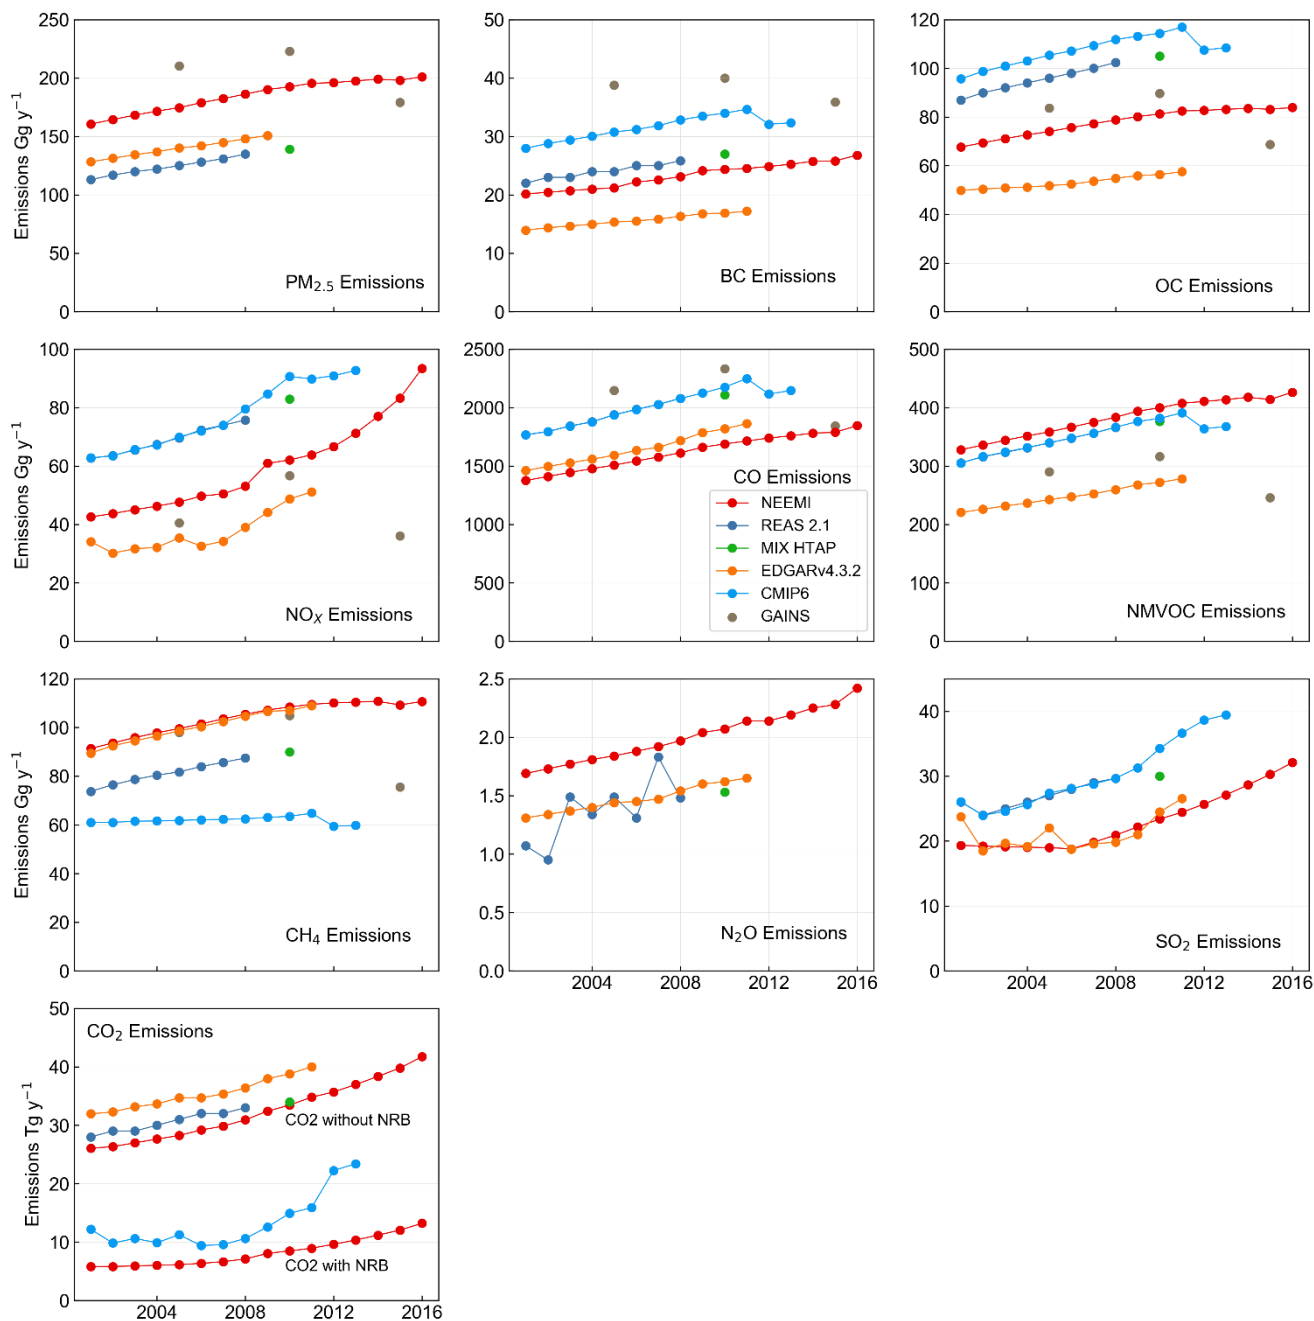 250
200
150
100
50
0
Emissions Gg y⁻¹
PM₂.₅ Emissions
50
40
30
20
10
0
BC Emissions
120
100
80
60
40
20
0
OC Emissions
100
80
60
40
20
0
Emissions Gg y⁻¹
NOₓ Emissions
2500
2000
1500
1000
500
0
CO Emissions
NEEMI
REAS 2.1
MIX HTAP
EDGARv4.3.2
CMIP6
GAINS
500
400
300
200
100
0
NMVOC Emissions
120
100
80
60
40
20
0
Emissions Gg y⁻¹
CH₄ Emissions
2.5
2.0
1.5
1.0
0.5
0.0
N₂O Emissions
2004 2008 2012 2016
40
30
20
10
0
SO₂ Emissions
2004 2008 2012 2016
50
40
30
20
10
0
Emissions Tg y⁻¹
CO₂ Emissions
CO2 without NRB
CO2 with NRB
2004 2008 2012 2016